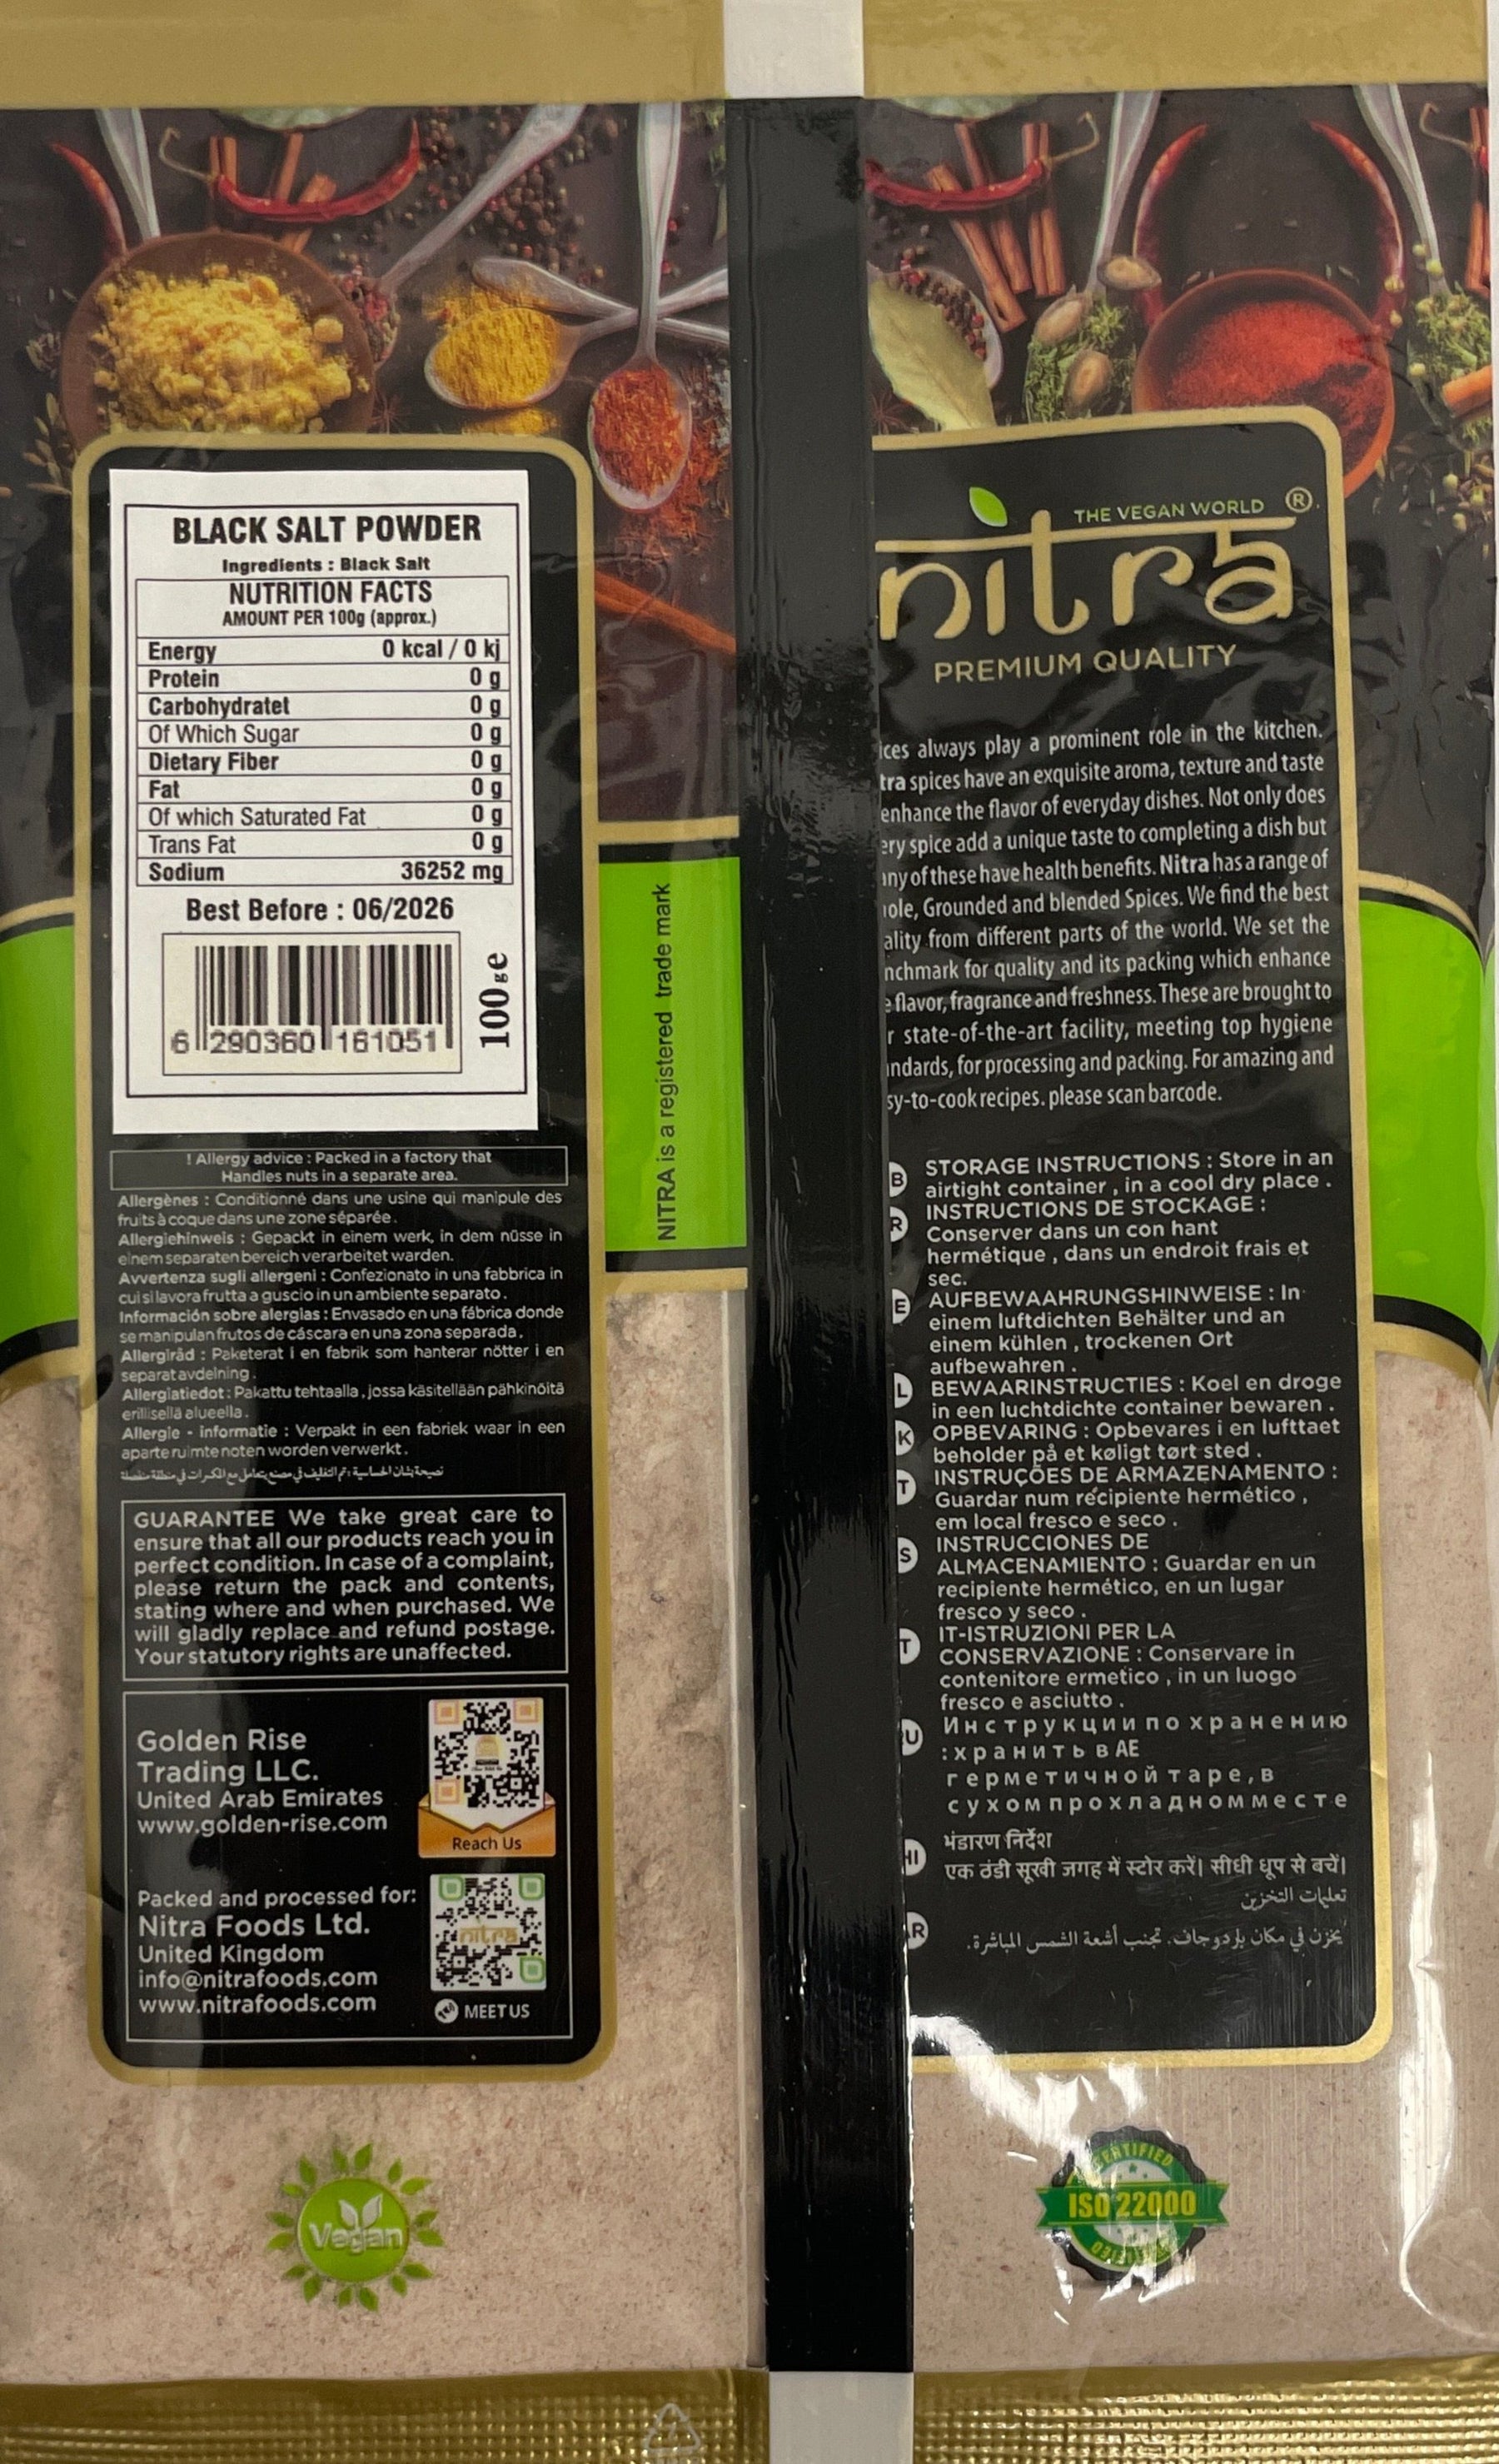 BLACK SALT POWDER
Ingredients : Black Salt
NUTRITION FACTS
AMOUNT PER 100g (approx.)
Energy 0 kcal / 0 kj
Protein 0 g
Carbohydratet 0 g
Of Which Sugar 0 g
Dietary Fiber 0 g
Fat 0 g
Of which Saturated Fat 0 g
Trans Fat 0 g
Sodium 36252 mg
Best Before : 06/2026
6 290360 161051
100g e
! Allergy advice : Packed in a factory that
Handles nuts in a separate area.
Allergènes : Conditionné dans une usine qui manipule des
fruits à coque dans une zone séparée.
Allergiehinweis : Gepackt in einem werk, in dem nüsse in
einem separaten bereich verarbeitet warden.
Avvertenza sugli allergeni : Confezionato in una fabbrica in
cui si lavora frutta a guscio in un ambiente separato.
Información sobre alergias : Envasado en una fábrica donde
se manipulan frutos de cáscara en una zona separada.
Allergiråd : Paketerat i en fabrik som hanterar nötter i en
separat avdelning.
Allergiatiedot : Pakattu tehtaalla, jossa käsitellään pähkinöitä
erillisellä alueella.
Allergie - informatie : Verpakt in een fabriek waar in een
aparte ruimte noten worden verwerkt.
نصيحة بشأن الحساسية : تم التغليف في مصنع يتعامل مع المكسرات في منطقة منفصلة
GUARANTEE We take great care to
ensure that all our products reach you in
perfect condition. In case of a complaint,
please return the pack and contents,
stating where and when purchased. We
will gladly replace and refund postage.
Your statutory rights are unaffected.
Golden Rise
Trading LLC.
United Arab Emirates
www.golden-rise.com
Reach Us
Packed and processed for:
Nitra Foods Ltd.
United Kingdom
info@nitrafoods.com
www.nitrafoods.com
nitra
MEET US
Vegan
NITRA is a registered trade mark
THE VEGAN WORLD ®
nitra
PREMIUM QUALITY
ices always play a prominent role in the kitchen.
tra spices have an exquisite aroma, texture and taste
enhance the flavor of everyday dishes. Not only does
ery spice add a unique taste to completing a dish but
any of these have health benefits. Nitra has a range of
ole, Grounded and blended Spices. We find the best
ality from different parts of the world. We set the
nchmark for quality and its packing which enhance
e flavor, fragrance and freshness. These are brought to
r state-of-the-art facility, meeting top hygiene
ndards, for processing and packing. For amazing and
sy-to-cook recipes. please scan barcode.
B STORAGE INSTRUCTIONS : Store in an
airtight container , in a cool dry place .
R INSTRUCTIONS DE STOCKAGE :
Conserver dans un con hant
hermétique , dans un endroit frais et
sec.
E AUFBEWAAHRUNGSHINWEISE : In
einem luftdichten Behälter und an
einem kühlen , trockenen Ort
aufbewahren .
L BEWAARINSTRUCTIES : Koel en droge
in een luchtdichte container bewaren .
K OPBEVARING : Opbevares i en lufttaet
beholder på et køligt tørt sted .
T INSTRUÇÕES DE ARMAZENAMENTO :
Guardar num récipiente hermético ,
em local fresco e seco .
S INSTRUCCIONES DE
ALMACENAMIENTO : Guardar en un
recipiente hermético, en un lugar
fresco y seco .
T IT-ISTRUZIONI PER LA
CONSERVAZIONE : Conservare in
contenitore ermetico , in un luogo
fresco e asciutto .
U Инструкции по хранению
: хранить в АЕ
герметичной таре, в
сухом прохладном месте
HI भंडारण निर्देश
एक ठंडी सूखी जगह में स्टोर करें| सीधी धूप से बचें|
تعليمات التخزين
R يخزن في مكان بارد وجاف. تجنب أشعة الشمس المباشرة.
CERTIFIED
ISO 22000